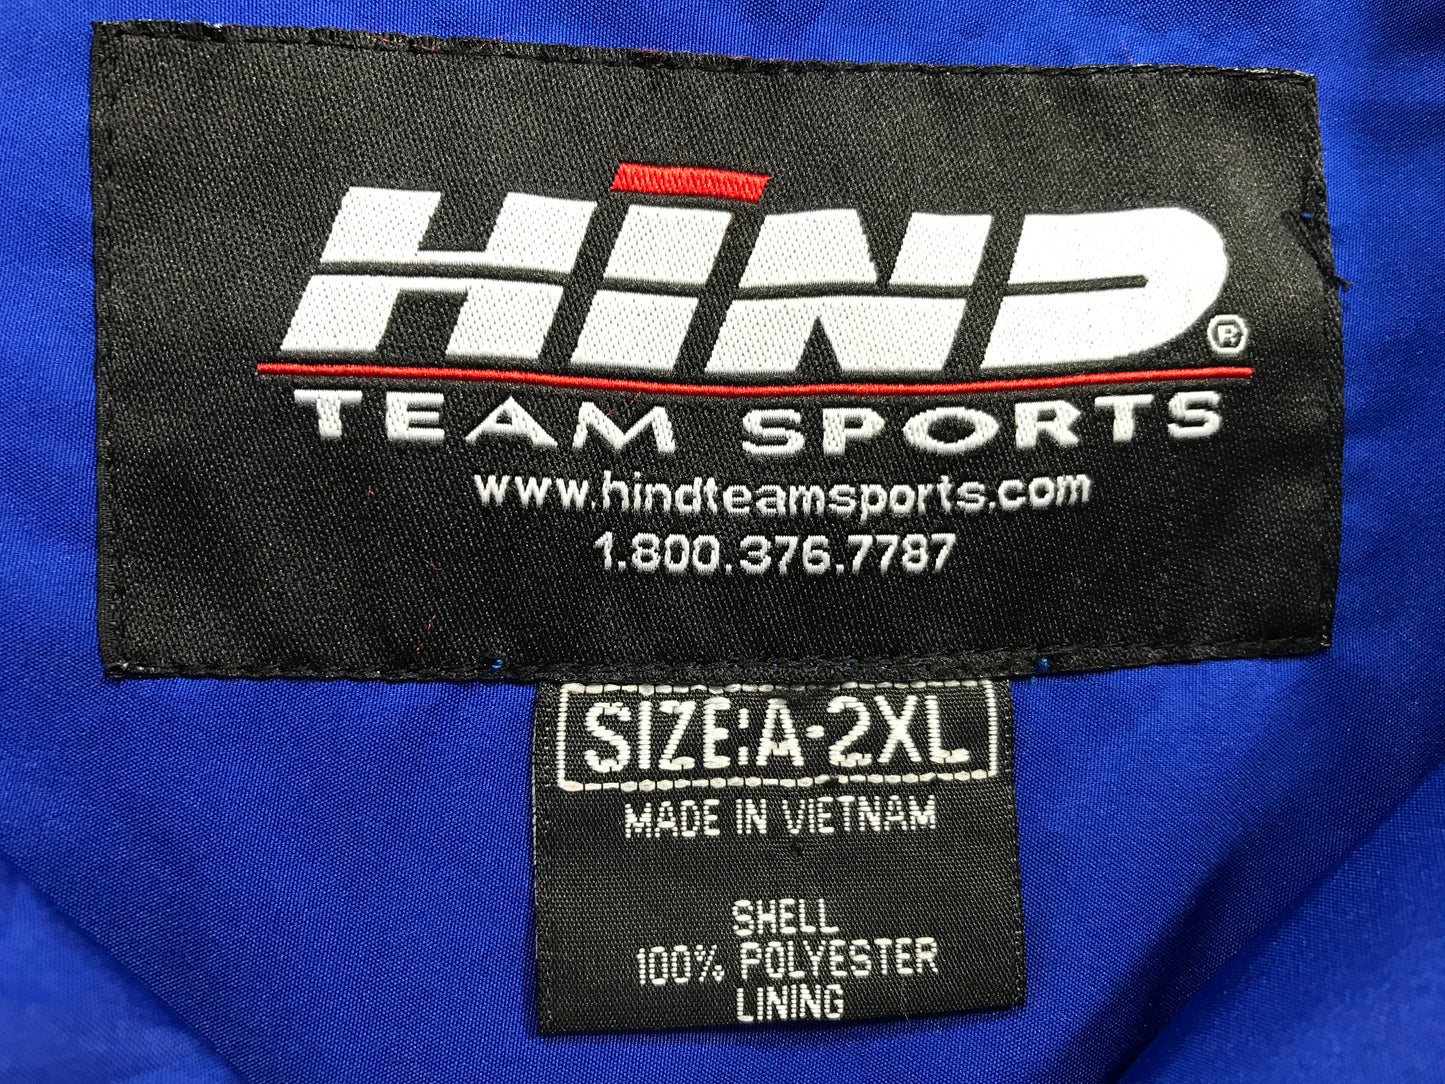 HIND®
TEAM SPORTS
www.hindteamsports.com
1.800.376.7787
SIZE:A-2XL
MADE IN VIETNAM
SHELL
100% POLYESTER
LINING